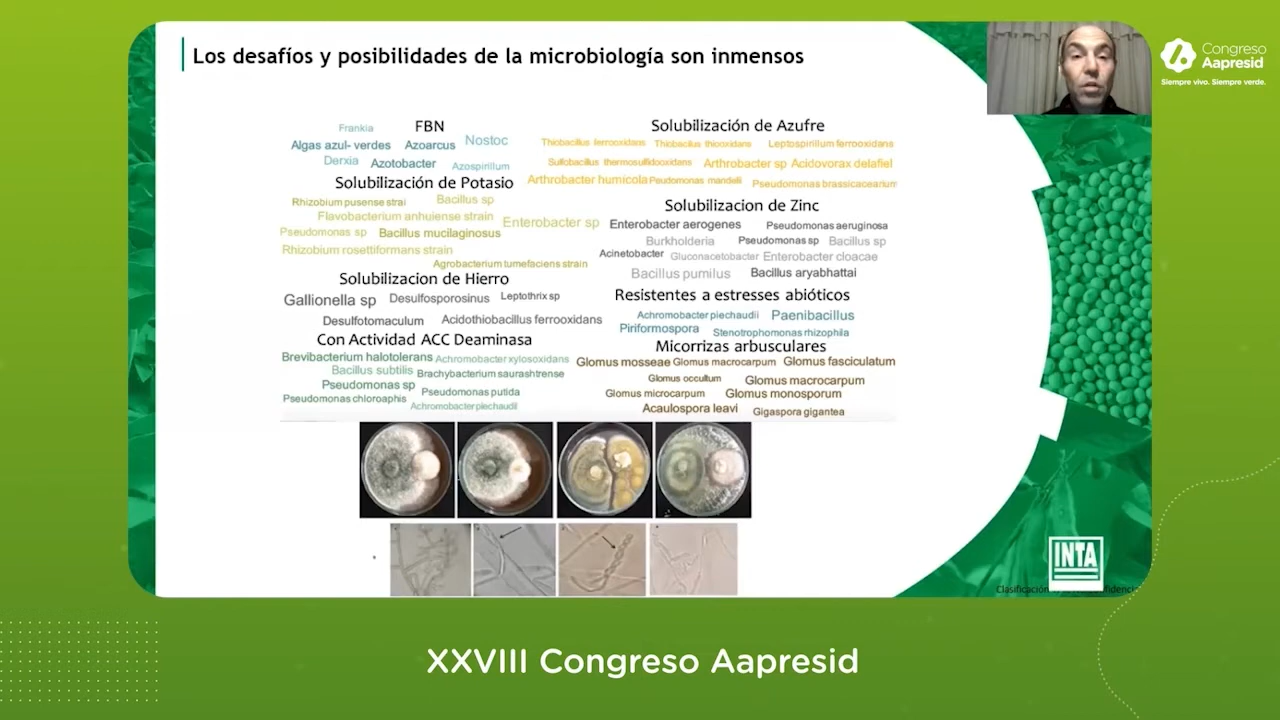 Los desafíos y posibilidades de la microbiología son inmensos
Congreso
Aapresid
Siempre vivo. Siempre verde.
Frankia
FBN
Algas azul- verdes
Azoarcus
Nostoc
Derxia
Azotobacter
Azospirillum
Solubilización de Potasio
Rhizobium pusense strai
Bacillus sp
Flavobacterium anhuiense strain
Enterobacter sp
Pseudomonas sp
Bacillus mucilaginosus
Rhizobium rosettiformans strain
Agrobacterium tumefaciens strain
Solubilizacion de Hierro
Gallionella sp
Desulfosporosinus
Leptothrix sp
Desulfotomaculum
Acidothiobacillus ferrooxidans
Con Actividad ACC Deaminasa
Brevibacterium halotolerans
Achromobacter xylosoxidans
Bacillus subtilis
Brachybacterium saurashtrense
Pseudomonas sp
Pseudomonas putida
Pseudomonas chloroaphis
Achromobacter piechaudii
Solubilización de Azufre
Thiobacillus ferrooxidans
Thiobacilus thiooxidans
Leptospirillum ferrooxidans
Sulfobacillus thermosulfidooxidans
Arthrobacter sp
Acidovorax delafiel
Arthrobacter humicola
Peudomonas mandelii
Pseudomonas brassicacearum
Solubilizacion de Zinc
Enterobacter aerogenes
Pseudomonas aeruginosa
Burkholderia
Pseudomonas sp
Bacillus sp
Acinetobacter
Gluconacetobacter
Enterobacter cloacae
Bacillus pumilus
Bacillus aryabhattai
Resistentes a estresses abióticos
Achromobacter piechaudii
Paenibacillus
Piriformospora
Stenotrophomonas rhizophila
Micorrizas arbusculares
Glomus mosseae
Glomus macrocarpum
Glomus fasciculatum
Glomus occultum
Glomus macrocarpum
Glomus microcarpum
Glomus monosporum
Acaulospora leavi
Gigaspora gigantea
INTA
Clasificación
XXVIII Congreso Aapresid